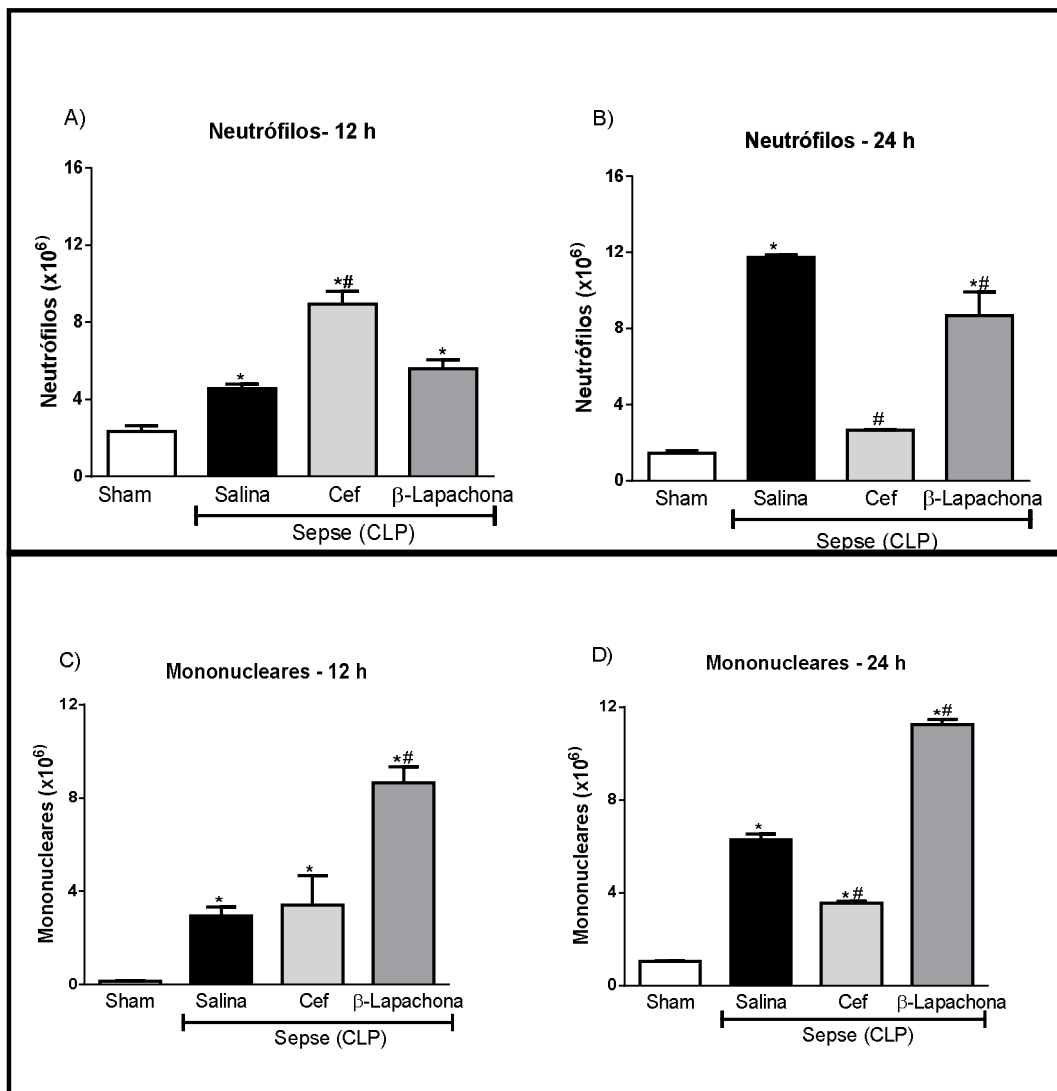 A)
Neutrófilos- 12 h
Neutrófilos (x10⁶)
16
12
8
4
0
*
*#
*
Sham
Salina
Cef
β-Lapachona
Sepse (CLP)
B)
Neutrófilos - 24 h
Neutrófilos (x10⁶)
16
12
8
4
0
*
#
*#
Sham
Salina
Cef
β-Lapachona
Sepse (CLP)
C)
Mononucleares - 12 h
Mononucleares (x10⁶)
12
8
4
0
*
*
*#
Sham
Salina
Cef
β-Lapachona
Sepse (CLP)
D)
Mononucleares - 24 h
Mononucleares (x10⁶)
12
8
4
0
*
*#
*#
Sham
Salina
Cef
β-Lapachona
Sepse (CLP)